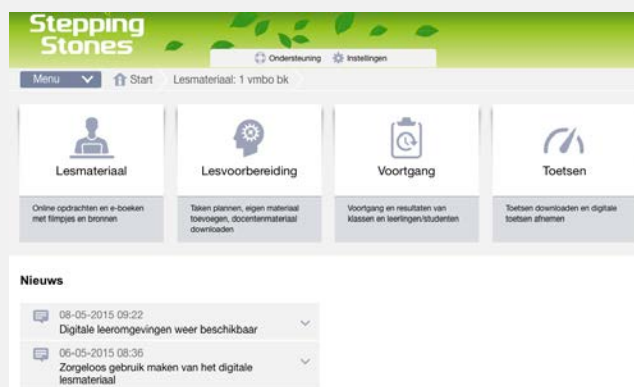 Stepping
Stones
Ondersteuning Instellingen
Menu Start Lesmateriaal: 1 vmbo bk
Lesmateriaal
Online opdrachten en e-boeken
met filmpjes en bronnen
Lesvoorbereiding
Taken plannen, eigen materiaal
toevoegen, docentenmateriaal
downloaden
Voortgang
Voortgang en resultaten van
klassen en leerlingen/studenten
Toetsen
Toetsen downloaden en digitale
toetsen afnemen
Nieuws
08-05-2015 09:22
Digitale leeromgevingen weer beschikbaar
06-05-2015 08:36
Zorgeloos gebruik maken van het digitale
lesmateriaal